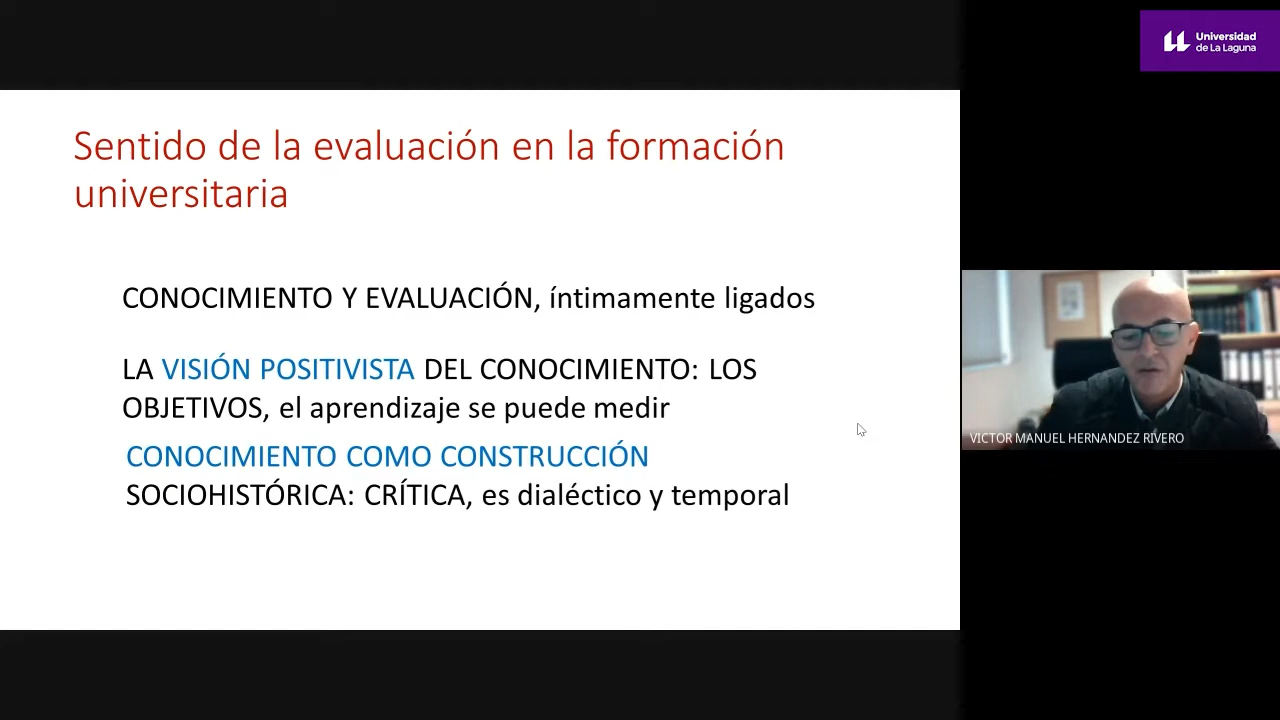 Universidad
de La Laguna
Sentido de la evaluación en la formación
universitaria
CONOCIMIENTO Y EVALUACIÓN, íntimamente ligados
LA VISIÓN POSITIVISTA DEL CONOCIMIENTO: LOS
OBJETIVOS, el aprendizaje se puede medir
CONOCIMIENTO COMO CONSTRUCCIÓN
SOCIOHISTÓRICA: CRÍTICA, es dialéctico y temporal
VICTOR MANUEL HERNANDEZ RIVERO